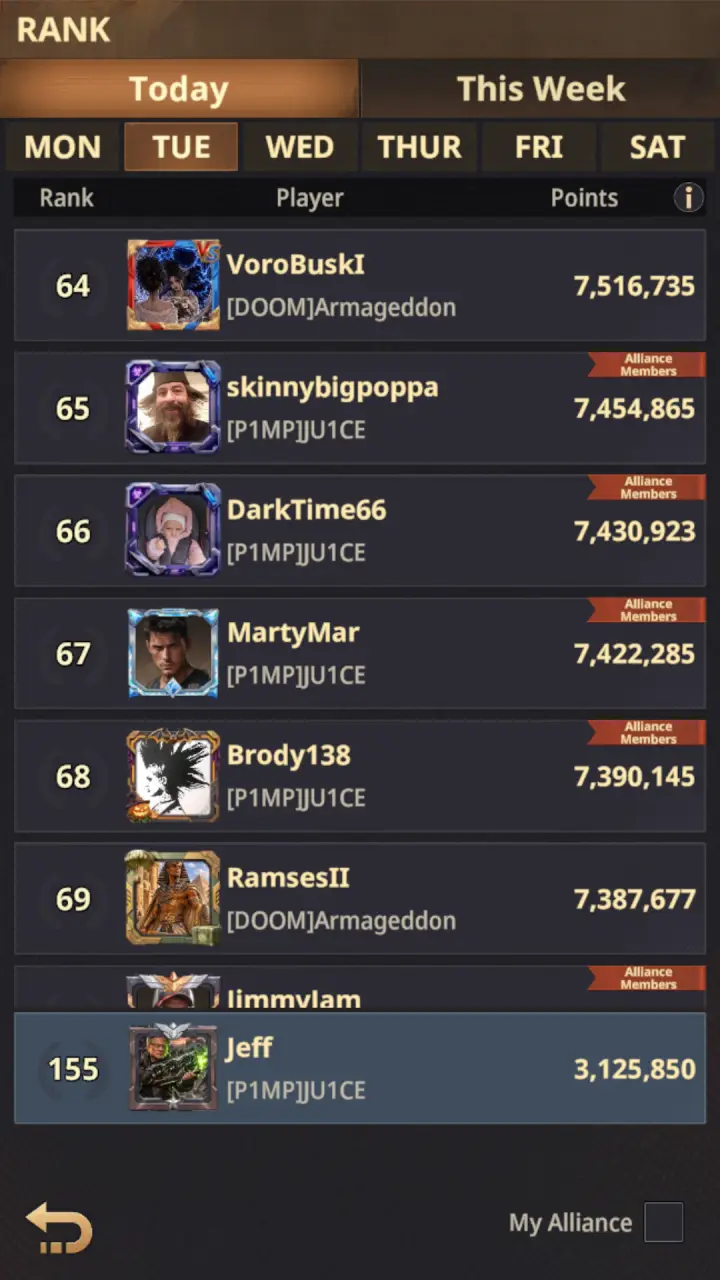 RANK
Today
This Week
MON
TUE
WED
THUR
FRI
SAT
Rank
Player
Points
i
64
VS
VoroBuskI
[DOOM]Armageddon
7,516,735
Alliance
Members
65
skinnybigpoppa
[P1MP]JU1CE
7,454,865
Alliance
Members
66
DarkTime66
[P1MP]JU1CE
7,430,923
Alliance
Members
67
MartyMar
[P1MP]JU1CE
7,422,285
Alliance
Members
68
Brody138
[P1MP]JU1CE
7,390,145
69
RamsesII
[DOOM]Armageddon
7,387,677
Alliance
Members
Jimmylam
155
Jeff
[P1MP]JU1CE
3,125,850
My Alliance